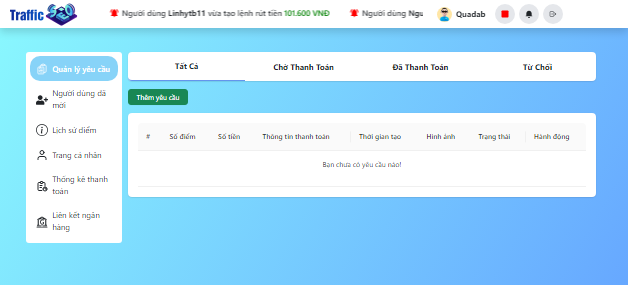 Traffic
Người dùng Linhytb11 vừa tạo lệnh rút tiền 101.600 VNĐ
Người dùng Ngu
Quadab
Quản lý yêu cầu
Người dùng đã
mời
Lịch sử điểm
Trang cá nhân
Thống kê thanh
toán
Liên kết ngân
hàng
Tất Cả
Chờ Thanh Toán
Đã Thanh Toán
Từ Chối
Thêm yêu cầu
# Số điểm Số tiền Thông tin thanh toán Thời gian tạo Hình ảnh Trạng thái Hành động
Bạn chưa có yêu cầu nào!